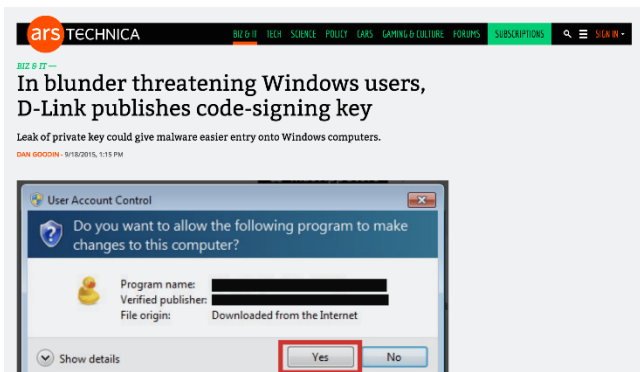 ars TECHNICA
BIZ & IT TECH SCIENCE POLICY CARS GAMING & CULTURE FORUMS SUBSCRIPTIONS SIGN IN
BIZ & IT —
In blunder threatening Windows users,
D-Link publishes code-signing key
Leak of private key could give malware easier entry onto Windows computers.
DAN GOODIN - 9/18/2015, 1:15 PM
User Account Control
Do you want to allow the following program to make
changes to this computer?
Program name:
Verified publisher:
File origin: Downloaded from the Internet
Show details Yes No